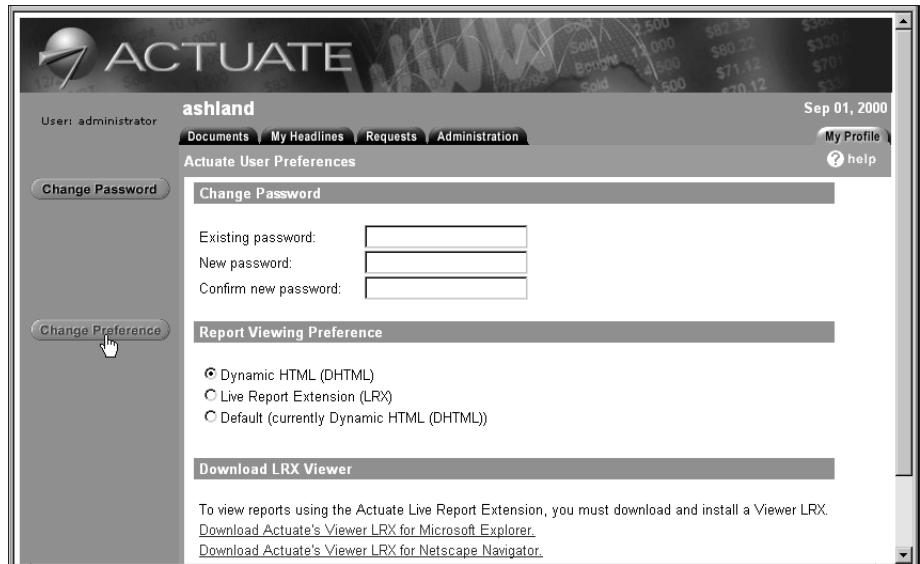 ACTUATE
User: administrator
ashland
Sep 01, 2000
Documents
My Headlines
Requests
Administration
My Profile
Actuate User Preferences
? help
Change Password
Change Password
Existing password:
New password:
Confirm new password:
Change Preference
Report Viewing Preference
Dynamic HTML (DHTML)
Live Report Extension (LRX)
Default (currently Dynamic HTML (DHTML))
Download LRX Viewer
To view reports using the Actuate Live Report Extension, you must download and install a Viewer LRX.
Download Actuate's Viewer LRX for Microsoft Explorer.
Download Actuate's Viewer LRX for Netscape Navigator.